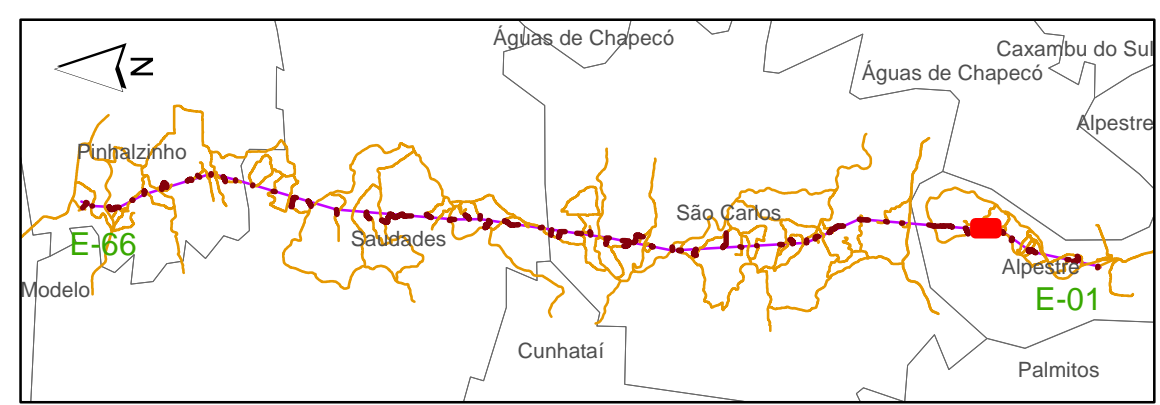 Águas de Chapecó
Caxambu do Sul
Águas de Chapecó
N
Alpestre
Pinhalzinho
São Carlos
Saudades
E-66
Alpestre
Modelo
E-01
Cunhataí
Palmitos